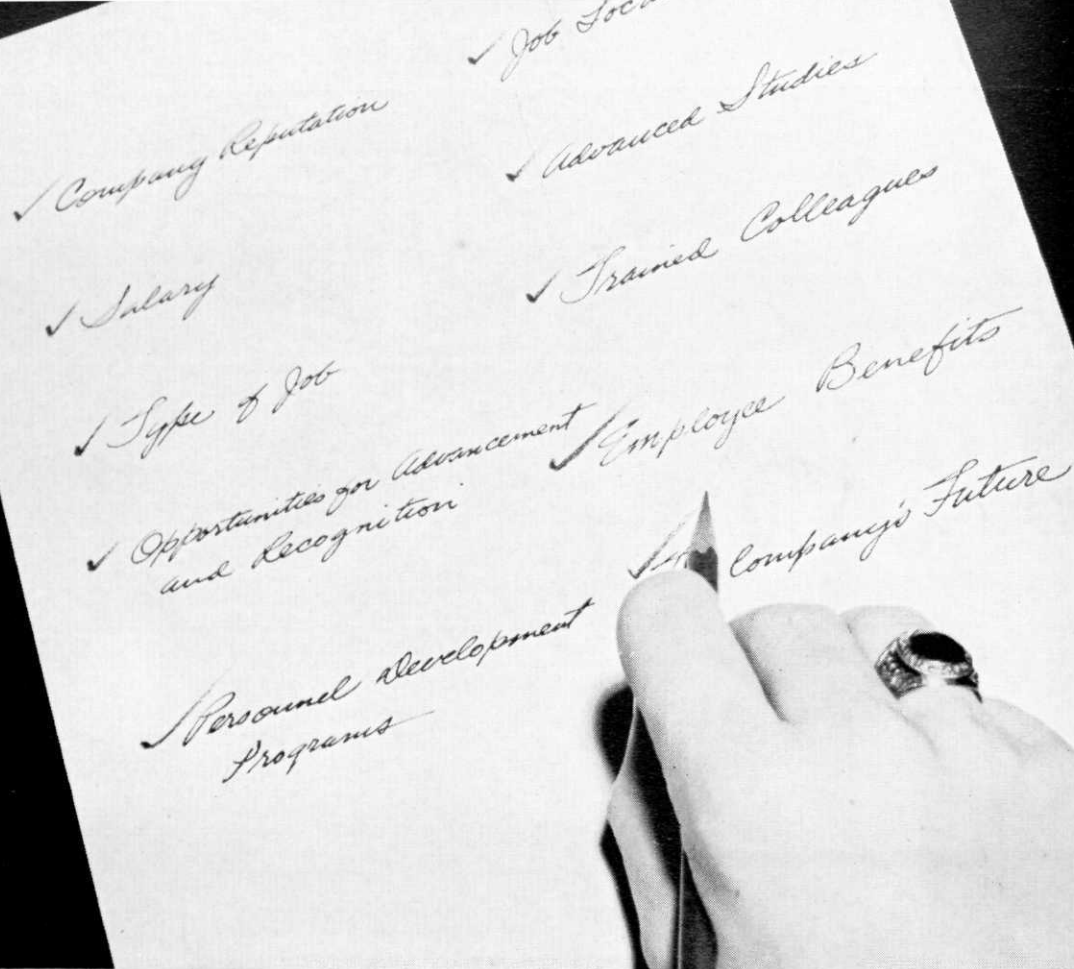 ✓ Company Reputation
✓ Salary
✓ Type of Job
✓ Opportunities for Advancement
and Recognition
✓ Personnel Development
Programs
✓ Job
✓ Advanced Studies
✓ Trained Colleagues
✓ Employee Benefits
✓ Company's Future